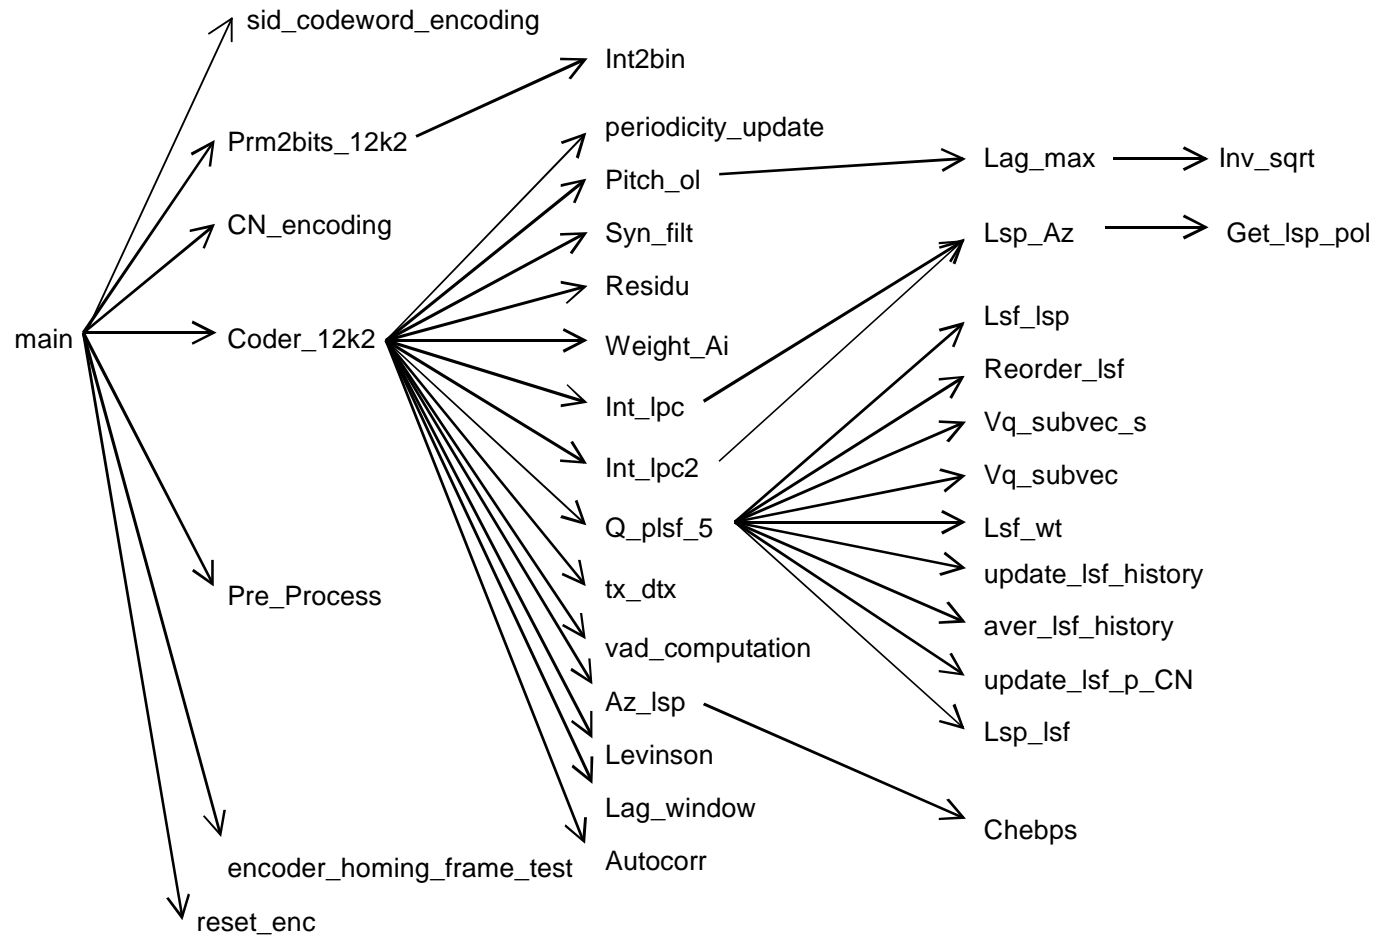 sid_codeword_encoding
Int2bin
periodicity_update
Prm2bits_12k2
Lag_max
Inv_sqrt
Pitch_ol
CN_encoding
Syn_filt
Lsp_Az
Get_lsp_pol
Residu
Lsf_lsp
main
Coder_12k2
Weight_Ai
Reorder_lsf
Int_lpc
Vq_subvec_s
Int_lpc2
Vq_subvec
Q_plsf_5
Lsf_wt
update_lsf_history
tx_dtx
Pre_Process
aver_lsf_history
vad_computation
update_lsf_p_CN
Az_lsp
Lsp_lsf
Levinson
Lag_window
Chebps
encoder_homing_frame_test
Autocorr
reset_enc